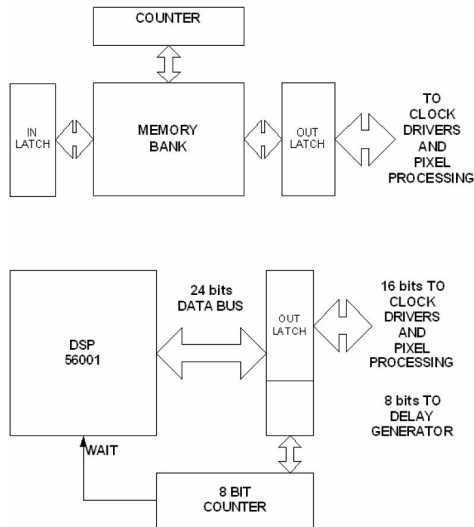 COUNTER
IN
LATCH
MEMORY
BANK
OUT
LATCH
TO
CLOCK
DRIVERS
AND
PIXEL
PROCESSING
DSP
56001
24 bits
DATA BUS
OUT
LATCH
16 bits TO
CLOCK
DRIVERS
AND
PIXEL
PROCESSING
8 bits TO
DELAY
GENERATOR
WAIT
8 BIT
COUNTER